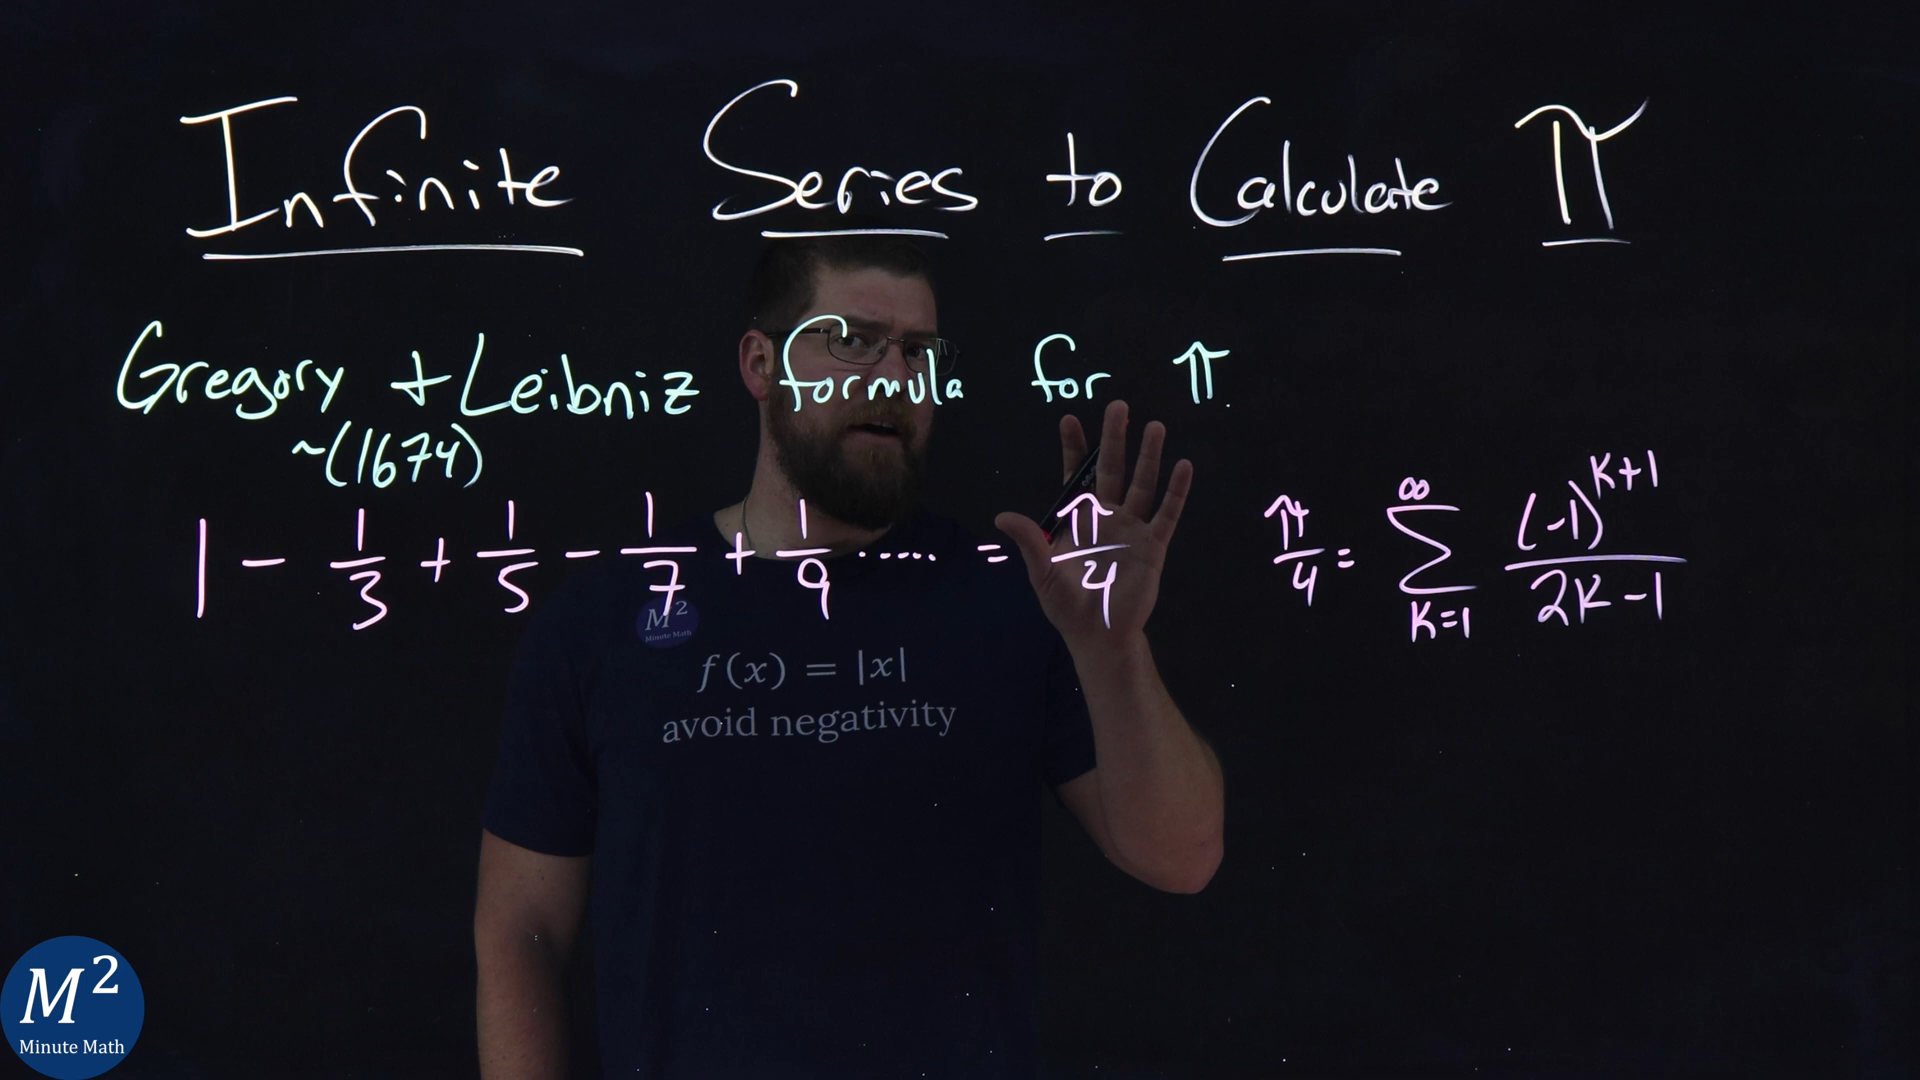 Infinite Series to Calculate π
Gregory + Leibniz formula for π.
~(1674)
1 - 1/3 + 1/5 - 1/7 + 1/9 ..... = π/4
π/4 = ∑ k=1 ∞ (-1)^(k+1) / 2k-1
M²
Minute Math
f(x) = |x|
avoid negativity
M²
Minute Math